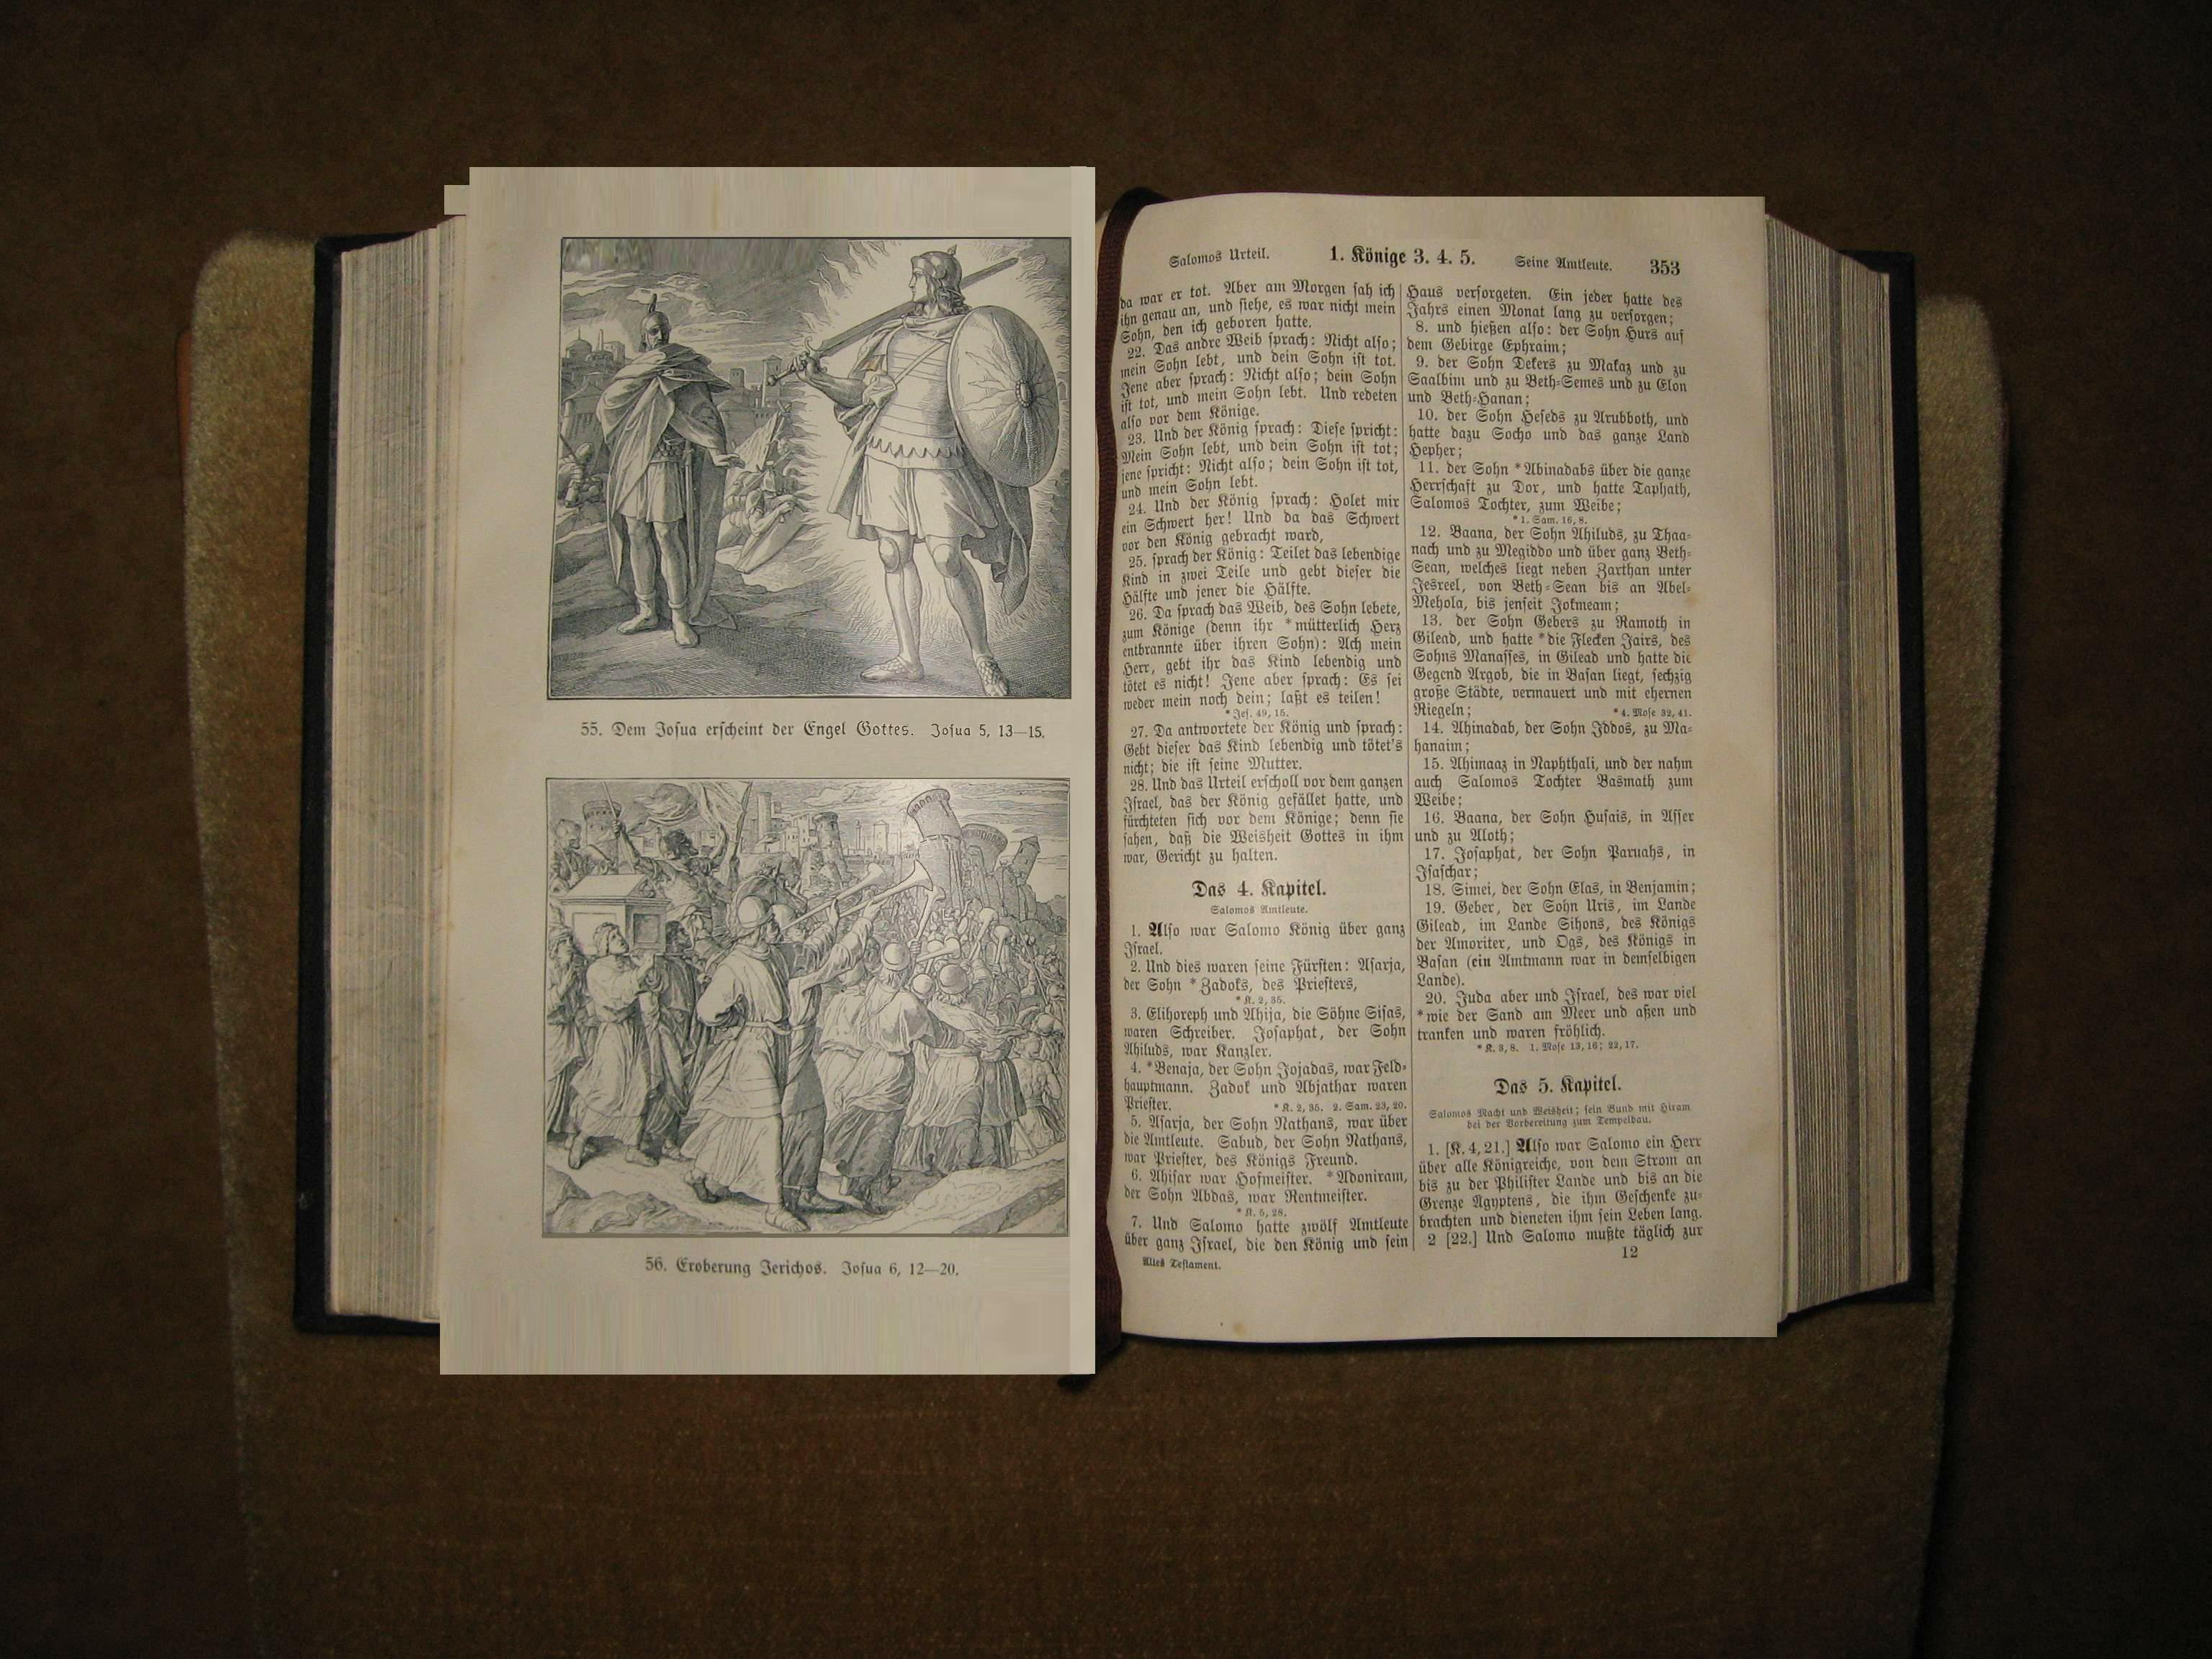 55. Dem Josua erscheint der Engel Gottes. Josua 5, 13—15.
56. Eroberung Jerichos. Josua 6, 12—20.
Salomos Urteil. 1. Könige 3. 4. 5. Seine Amtleute. 353
da war er tot. Aber am Morgen sah ich
ihn genau an, und siehe, es war nicht mein
Sohn, den ich geboren hatte.
22. Das andre Weib sprach: Nicht also;
mein Sohn lebt, und dein Sohn ist tot.
Jene aber sprach: Nicht also; dein Sohn
ist tot, und mein Sohn lebt. Und redeten
also vor dem Könige.
23. Und der König sprach: Diese spricht:
Mein Sohn lebt, und dein Sohn ist tot;
jene spricht: Nicht also; dein Sohn ist tot,
und mein Sohn lebt.
24. Und der König sprach: Holet mir
ein Schwert her! Und da das Schwert
vor den König gebracht ward,
25. sprach der König: Teilet das lebendige
Kind in zwei Teile und gebt dieser die
Hälfte und jener die Hälfte.
26. Da sprach das Weib, des Sohn lebete,
zum Könige (denn ihr *mütterlich Herz
entbrannte über ihren Sohn): Ach mein
Herr, gebt ihr das Kind lebendig und
tötet es nicht! Jene aber sprach: Es sei
weder mein noch dein; laßt es teilen!
*Jes. 49, 15.
27. Da antwortete der König und sprach:
Gebt dieser das Kind lebendig und tötet's
nicht; die ist seine Mutter.
28. Und das Urteil erscholl vor dem ganzen
Israel, das der König gefället hatte, und
fürchteten sich vor dem Könige; denn sie
sahen, daß die Weisheit Gottes in ihm
war, Gericht zu halten.
Das 4. Kapitel.
Salomos Amtleute.
1. Also war Salomo König über ganz
Israel.
2. Und dies waren seine Fürsten: Asarja,
der Sohn *Zadoks, des Priesters,
*K. 2, 35.
3. Elihoreph und Ahija, die Söhne Sisas,
waren Schreiber. Josaphat, der Sohn
Ahiluds, war Kanzler.
4. *Benaja, der Sohn Jojadas, war Feld-
hauptmann. Zadok und Abjathar waren
Priester. *K. 2, 35. 2. Sam. 23, 20.
5. Asarja, der Sohn Nathans, war über
die Amtleute. Sabud, der Sohn Nathans,
war Priester, des Königs Freund.
6. Ahisar war Hofmeister. *Adoniram,
der Sohn Abdas, war Rentmeister.
*K. 5, 28.
7. Und Salomo hatte zwölf Amtleute
über ganz Israel, die den König und sein
Altes Testament.
Haus versorgeten. Ein jeder hatte des
Jahrs einen Monat lang zu versorgen;
8. und hießen also: der Sohn Hurs auf
dem Gebirge Ephraim;
9. der Sohn Dekers zu Makaz und zu
Saalbim und zu Beth-Semes und zu Elon
und Beth-Hanan;
10. der Sohn Heseds zu Arubboth, und
hatte dazu Socho und das ganze Land
Hepher;
11. der Sohn *Abinadabs über die ganze
Herrschaft zu Dor, und hatte Taphath,
Salomos Tochter, zum Weibe;
*1. Sam. 16, 8.
12. Baana, der Sohn Ahiluds, zu Thaa-
nach und zu Megiddo und über ganz Beth-
Sean, welches liegt neben Zarthan unter
Jesreel, von Beth-Sean bis an Abel-
Mehola, bis jenseit Jokmeam;
13. der Sohn Gebers zu Ramoth in
Gilead, und hatte *die Flecken Jairs, des
Sohns Manasses, in Gilead und hatte die
Gegend Argob, die in Basan liegt, sechzig
große Städte, vermauert und mit ehernen
Riegeln; *4. Mose 32, 41.
14. Ahinadab, der Sohn Iddos, zu Ma-
hanaim;
15. Ahimaaz in Naphthali, und der nahm
auch Salomos Tochter Basmath zum
Weibe;
16. Baana, der Sohn Husais, in Asser
und zu Aloth;
17. Josaphat, der Sohn Paruahs, in
Isaschar;
18. Simei, der Sohn Elas, in Benjamin;
19. Geber, der Sohn Uris, im Lande
Gilead, im Lande Sihons, des Königs
der Amoriter, und Ogs, des Königs in
Basan (ein Amtmann war in demselbigen
Lande).
20. Juda aber und Israel, des war viel
*wie der Sand am Meer und aßen und
tranken und waren fröhlich.
*K. 3, 8. 1. Mose 13, 16; 22, 17.
Das 5. Kapitel.
Salomos Macht und Weisheit; sein Bund mit Hiram
bei der Vorbereitung zum Tempelbau.
1. [K. 4, 21.] Also war Salomo ein Herr
über alle Königreiche, von dem Strom an
bis zu der Philister Lande und bis an die
Grenze Ägyptens, die ihm Geschenke zu-
brachten und dieneten ihm sein Leben lang.
2 [22.] Und Salomo mußte täglich zur
12